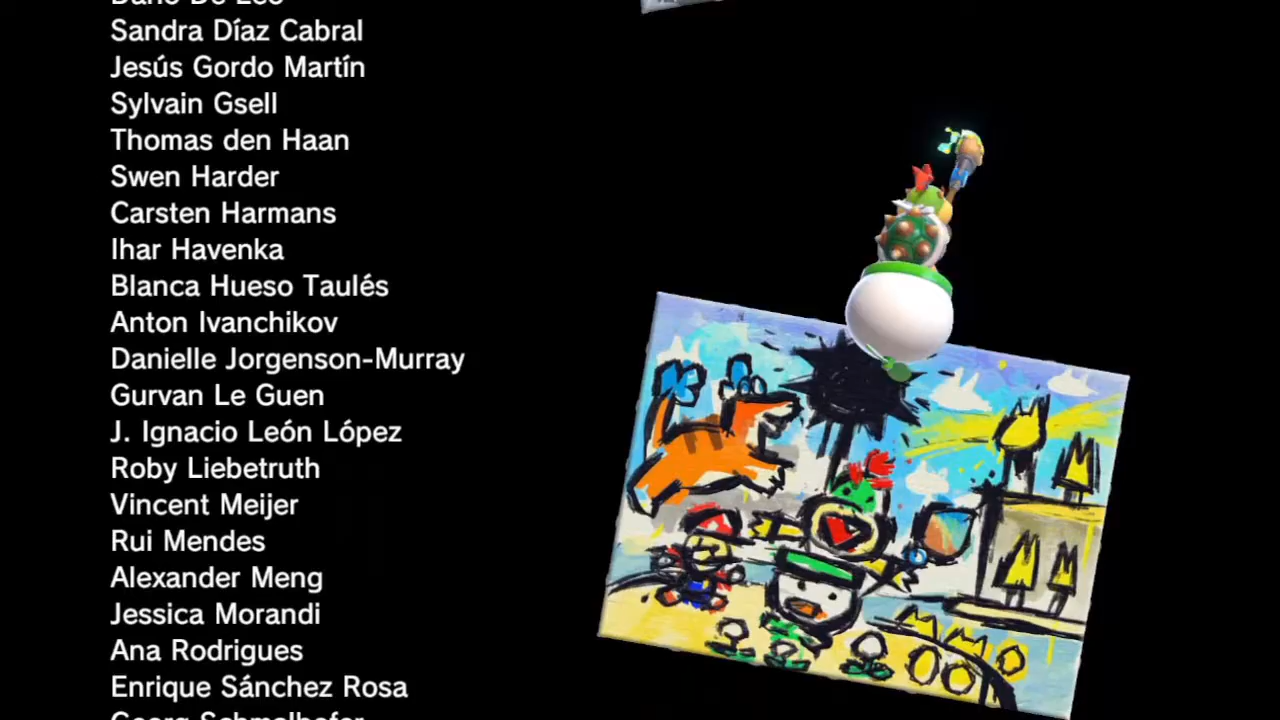 Sandra Díaz Cabral
Jesús Gordo Martín
Sylvain Gsell
Thomas den Haan
Swen Harder
Carsten Harmans
Ihar Havenka
Blanca Hueso Taulés
Anton Ivanchikov
Danielle Jorgenson-Murray
Gurvan Le Guen
J. Ignacio León López
Roby Liebetruth
Vincent Meijer
Rui Mendes
Alexander Meng
Jessica Morandi
Ana Rodrigues
Enrique Sánchez Rosa